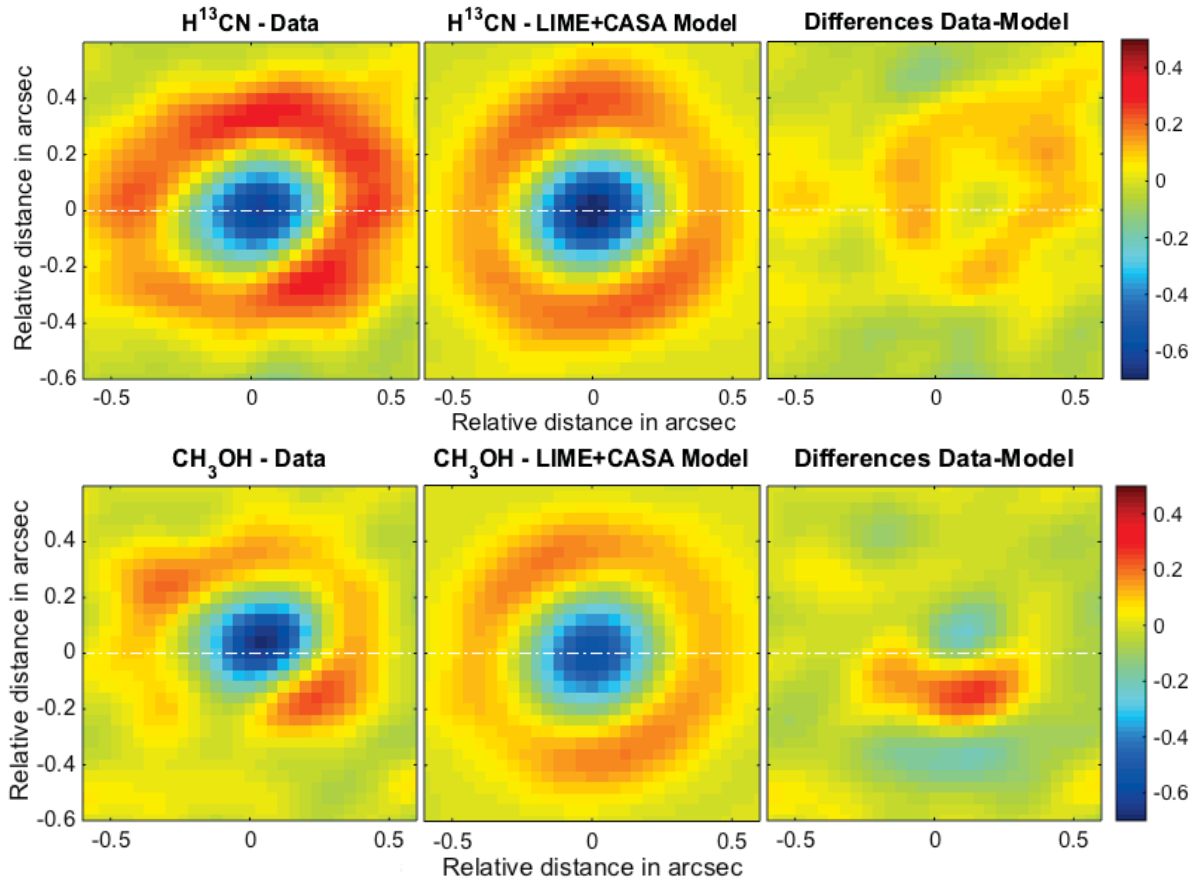 H¹³CN - Data
H¹³CN - LIME+CASA Model
Differences Data-Model
Relative distance in arcsec
0.4
0.2
0
-0.2
-0.4
-0.6
-0.5 0 0.5
-0.5 0 0.5
-0.5 0 0.5
Relative distance in arcsec
0.4
0.2
0
-0.2
-0.4
-0.6
CH₃OH - Data
CH₃OH - LIME+CASA Model
Differences Data-Model
Relative distance in arcsec
0.4
0.2
0
-0.2
-0.4
-0.6
-0.5 0 0.5
-0.5 0 0.5
-0.5 0 0.5
Relative distance in arcsec
0.4
0.2
0
-0.2
-0.4
-0.6